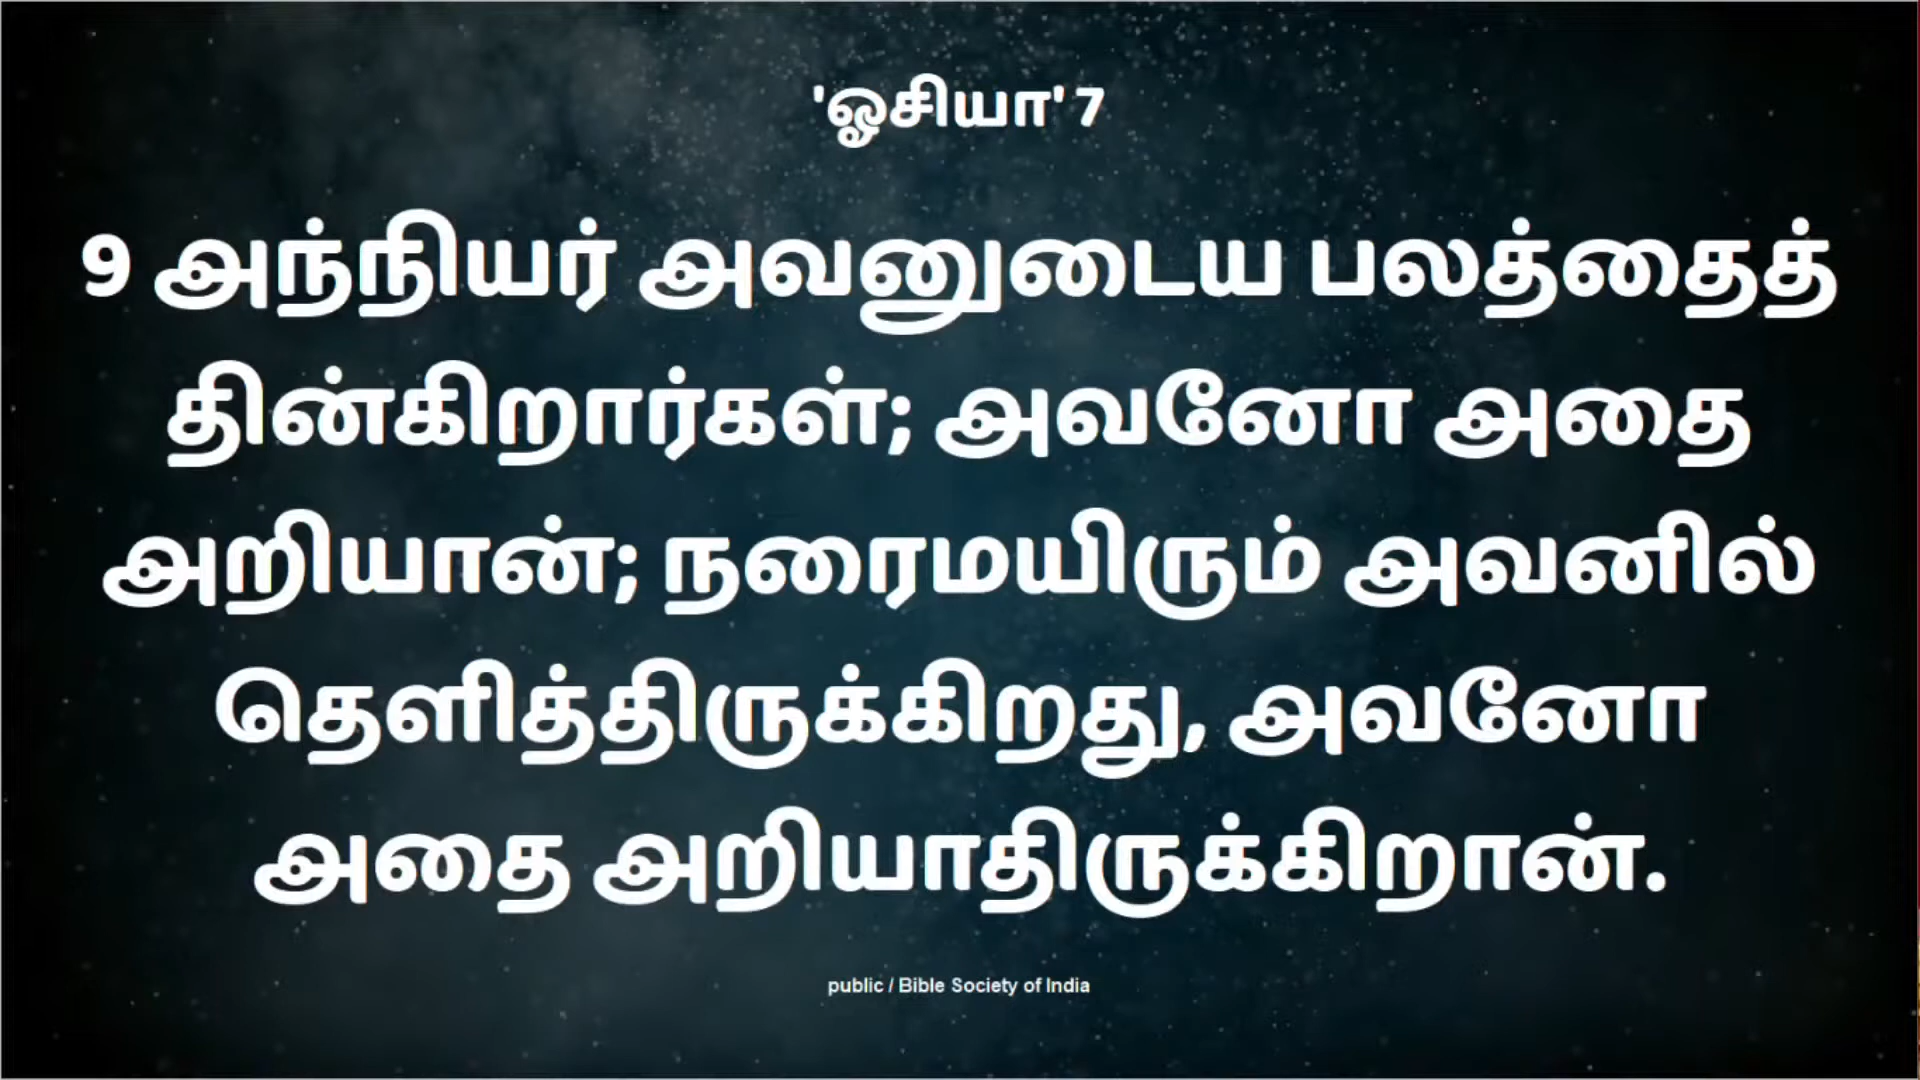 'ஓசியா' 7
9 அந்நியர் அவனுடைய பலத்தைத்
தின்கிறார்கள்; அவனோ அதை
அறியான்; நரைமயிரும் அவனில்
தெளித்திருக்கிறது, அவனோ
அதை அறியாதிருக்கிறான்.
public / Bible Society of India